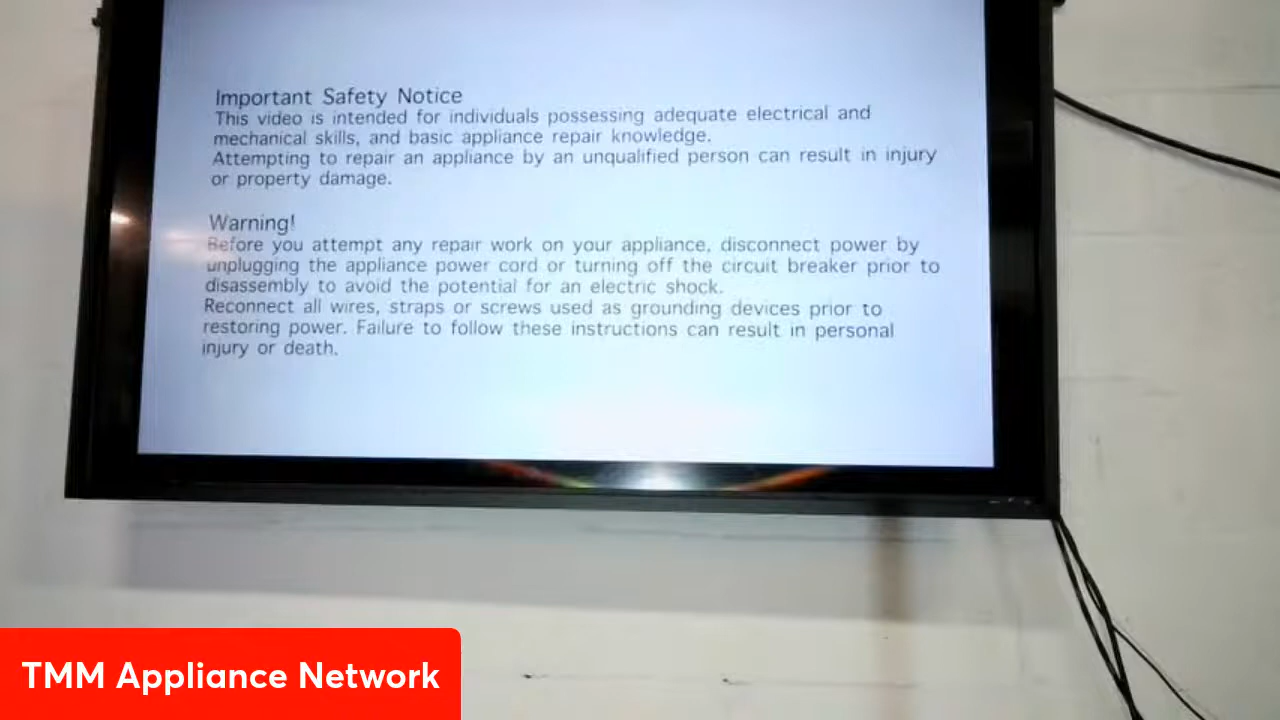 Important Safety Notice
This video is intended for individuals possessing adequate electrical and
mechanical skills, and basic appliance repair knowledge.
Attempting to repair an appliance by an unqualified person can result in injury
or property damage.
Warning!
Before you attempt any repair work on your appliance, disconnect power by
unplugging the appliance power cord or turning off the circuit breaker prior to
disassembly to avoid the potential for an electric shock.
Reconnect all wires, straps or screws used as grounding devices prior to
restoring power. Failure to follow these instructions can result in personal
injury or death.
TMM Appliance Network